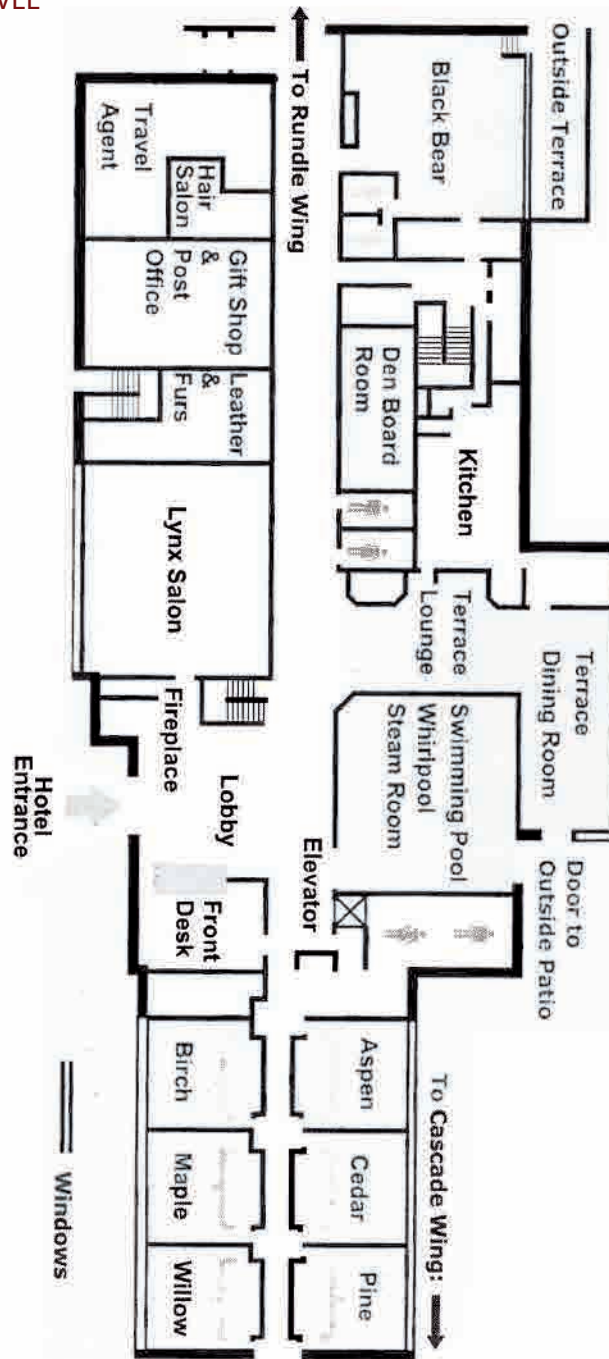 VEL
Outside Terrace
Black Bear
To Rundle Wing
Travel
Agent
Hair
Salon
Gift Shop
&
Post
Office
Leather
&
Furs
Den Board
Room
Kitchen
Lynx Salon
Terrace
Lounge
Terrace
Dining Room
Swimming Pool
Whirlpool
Steam Room
Door to
Outside Patio
Fireplace
Lobby
Elevator
Hotel
Entrance
Front
Desk
To Cascade Wing:
Aspen
Cedar
Pine
Birch
Maple
Willow
Windows